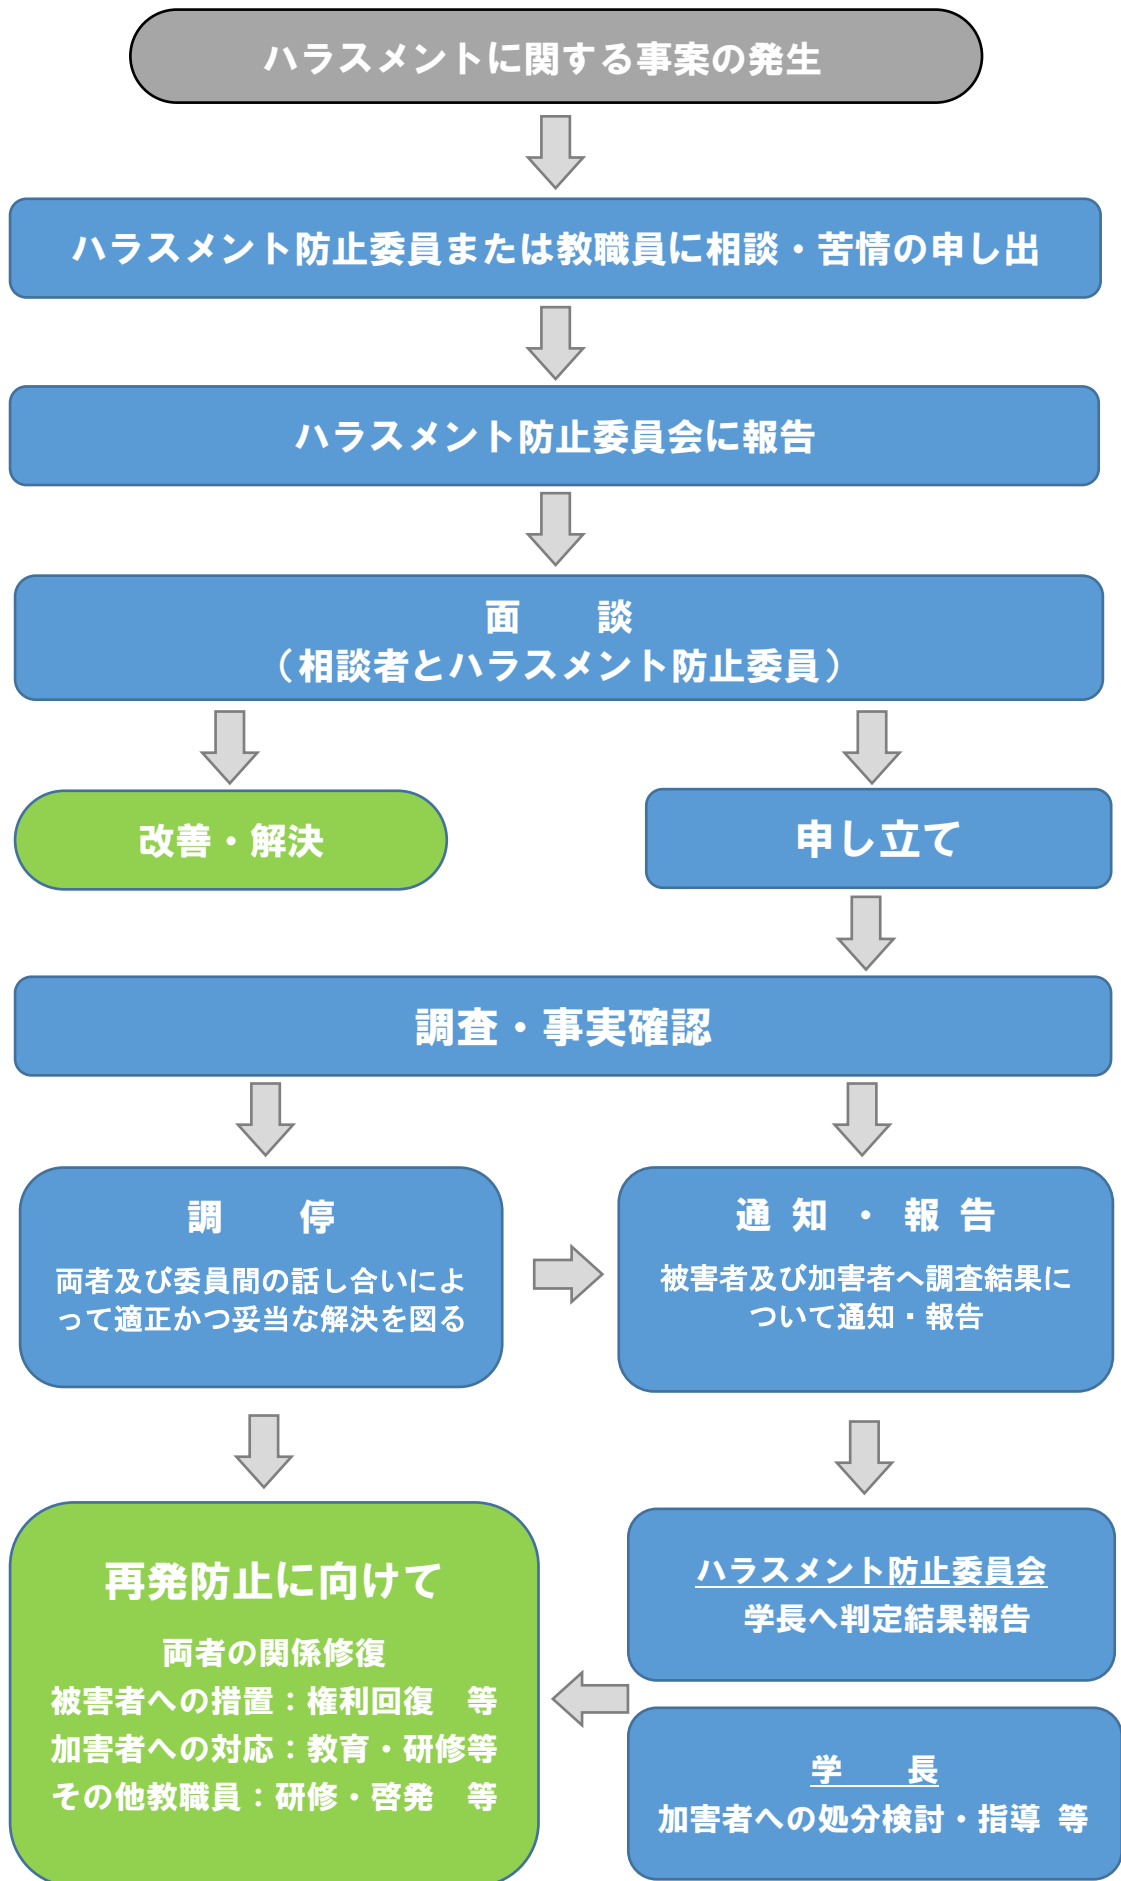 ハラスメントに関する事案の発生
ハラスメント防止委員または教職員に相談・苦情の申し出
ハラスメント防止委員会に報告
面　　談
（相談者とハラスメント防止委員）
改善・解決
申し立て
調査・事実確認
調　　停
両者及び委員間の話し合いによ
って適正かつ妥当な解決を図る
通 知 ・ 報 告
被害者及び加害者へ調査結果に
ついて通知・報告
再発防止に向けて
両者の関係修復
被害者への措置：権利回復　等
加害者への対応：教育・研修等
その他教職員：研修・啓発　等
ハラスメント防止委員会
学長へ判定結果報告
学　　長
加害者への処分検討・指導 等